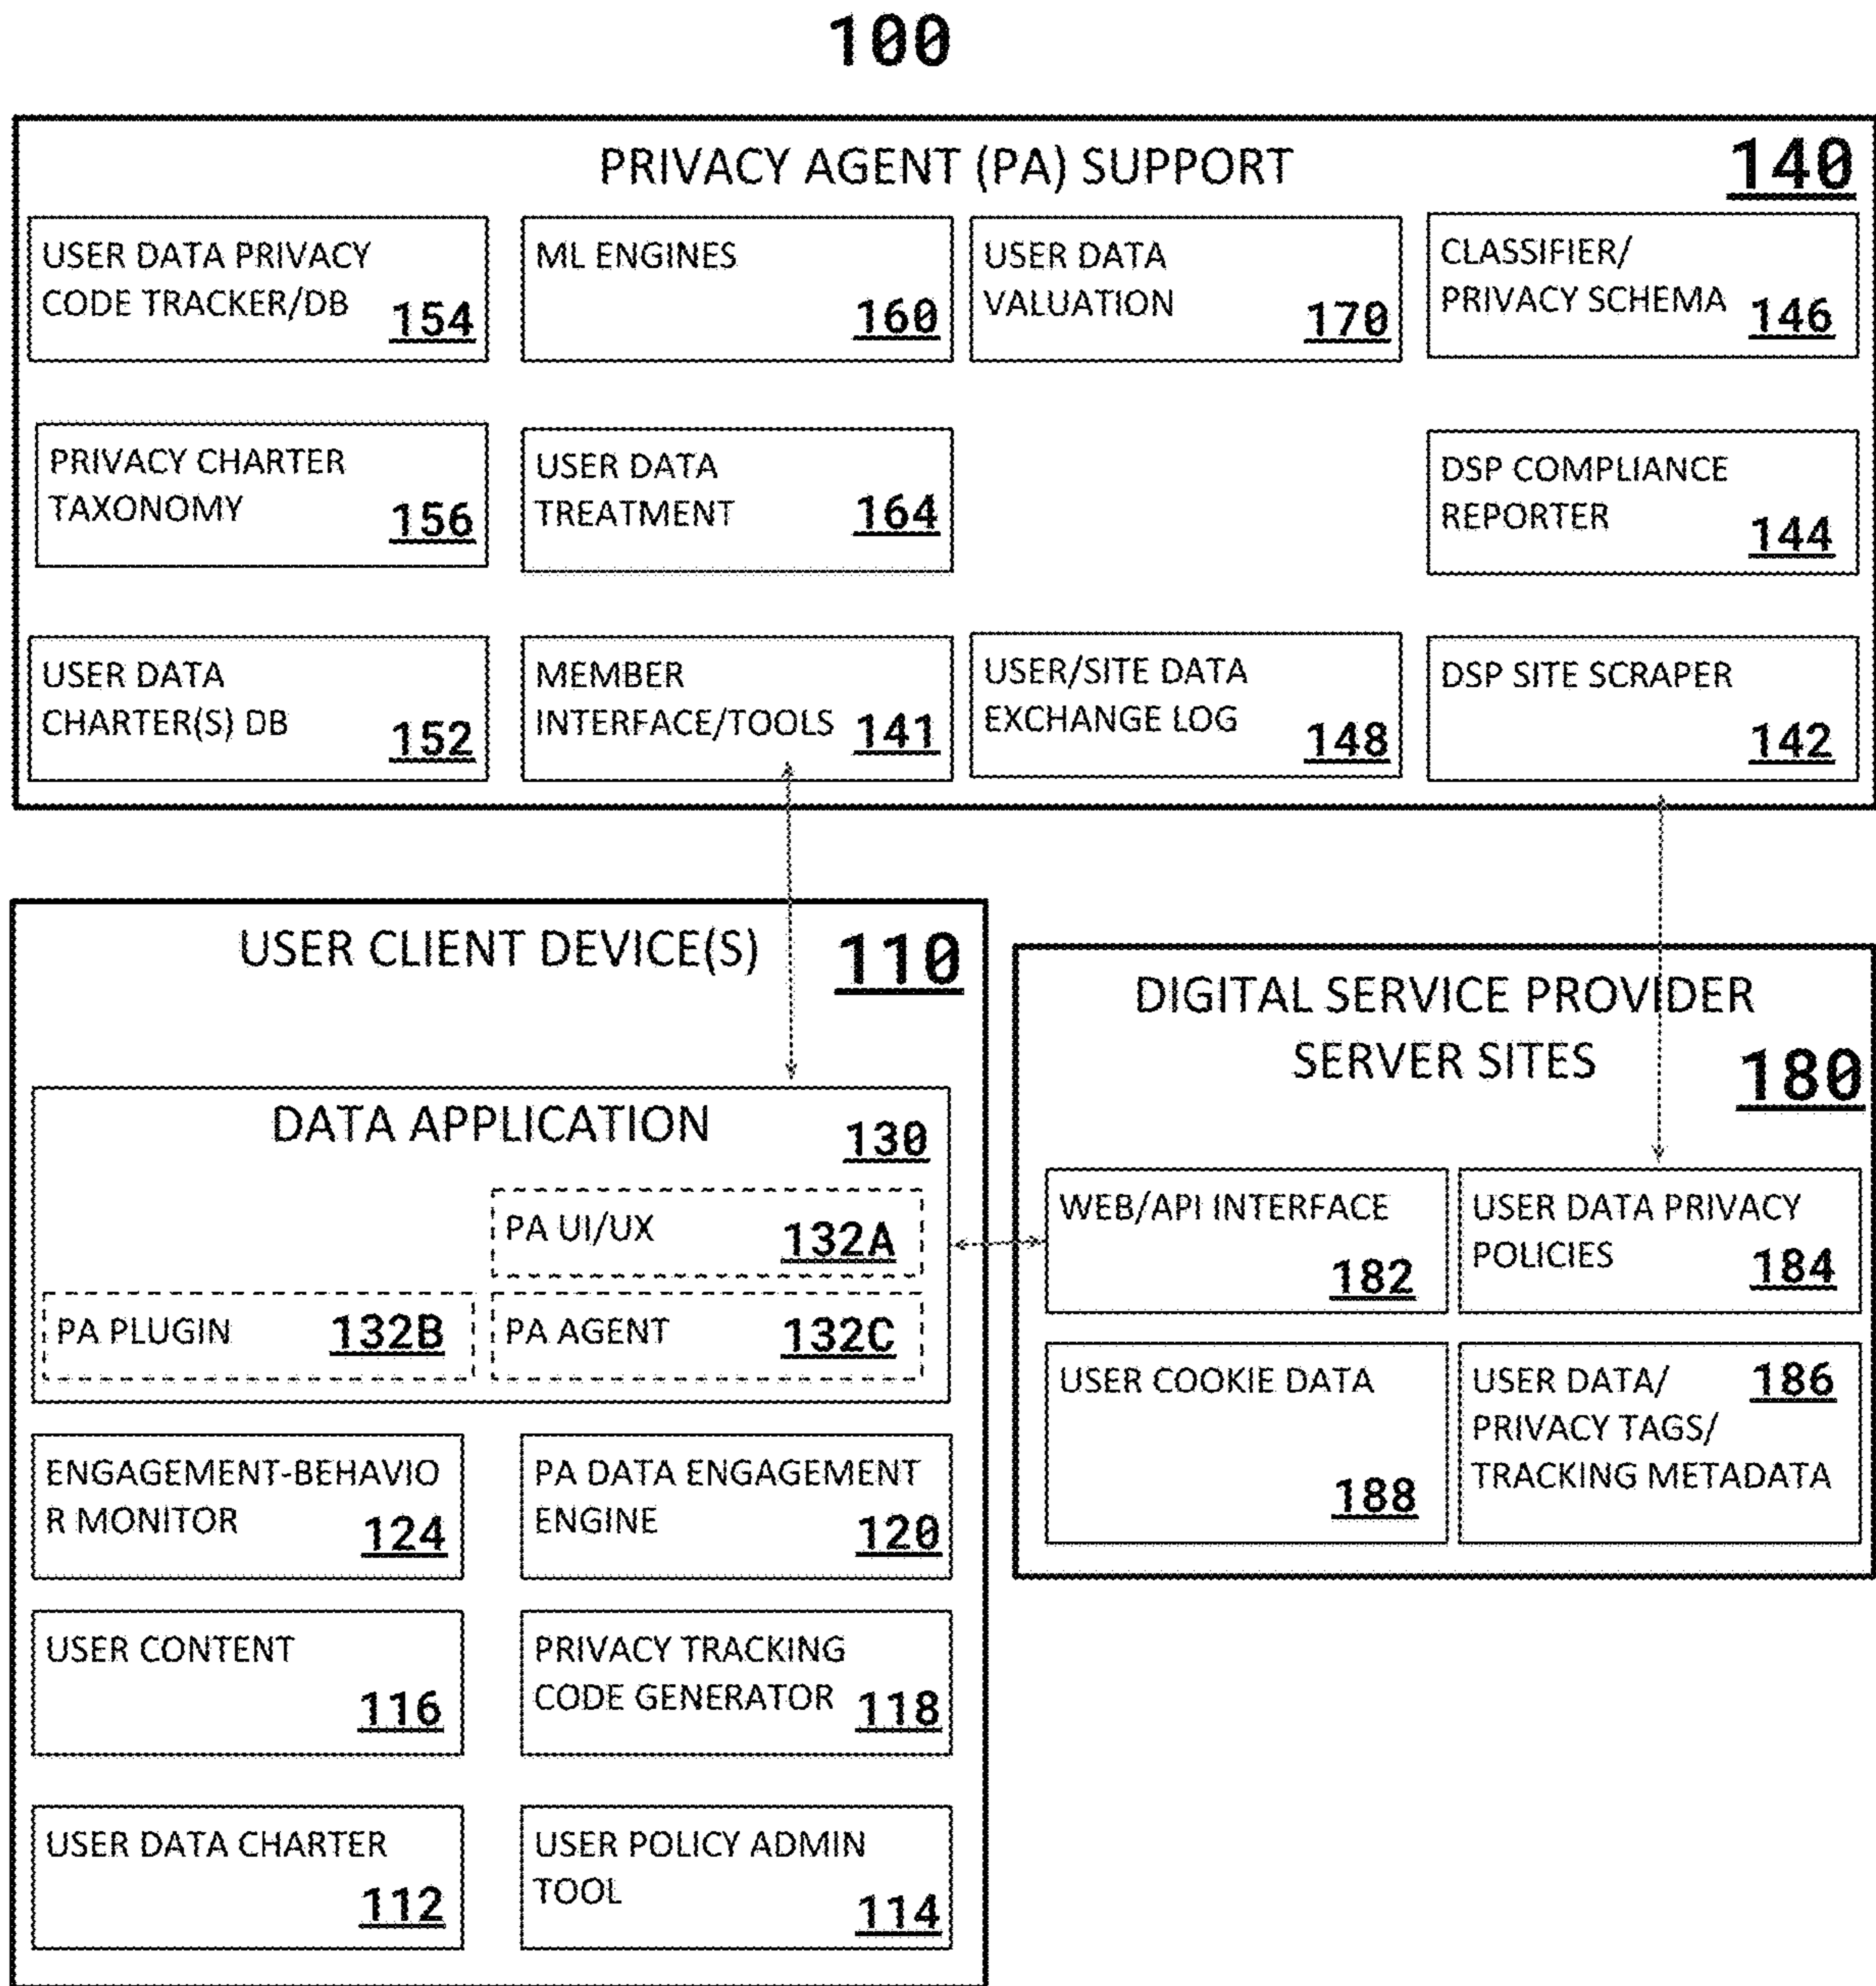 100
PRIVACY AGENT (PA) SUPPORT
140
USER DATA PRIVACY
CODE TRACKER/DB
154
ML ENGINES
160
USER DATA
VALUATION
170
CLASSIFIER/
PRIVACY SCHEMA
146
PRIVACY CHARTER
TAXONOMY
156
USER DATA
TREATMENT
164
DSP COMPLIANCE
REPORTER
144
USER DATA
CHARTER(S) DB
152
MEMBER
INTERFACE/TOOLS
141
USER/SITE DATA
EXCHANGE LOG
148
DSP SITE SCRAPER
142
USER CLIENT DEVICE(S)
110
DATA APPLICATION
130
PA UI/UX
132A
PA PLUGIN
132B
PA AGENT
132C
ENGAGEMENT-BEHAVIO
R MONITOR
124
PA DATA ENGAGEMENT
ENGINE
120
USER CONTENT
116
PRIVACY TRACKING
CODE GENERATOR
118
USER DATA CHARTER
112
USER POLICY ADMIN
TOOL
114
DIGITAL SERVICE PROVIDER
SERVER SITES
180
WEB/API INTERFACE
182
USER DATA PRIVACY
POLICIES
184
USER COOKIE DATA
188
USER DATA/
186
PRIVACY TAGS/
TRACKING METADATA